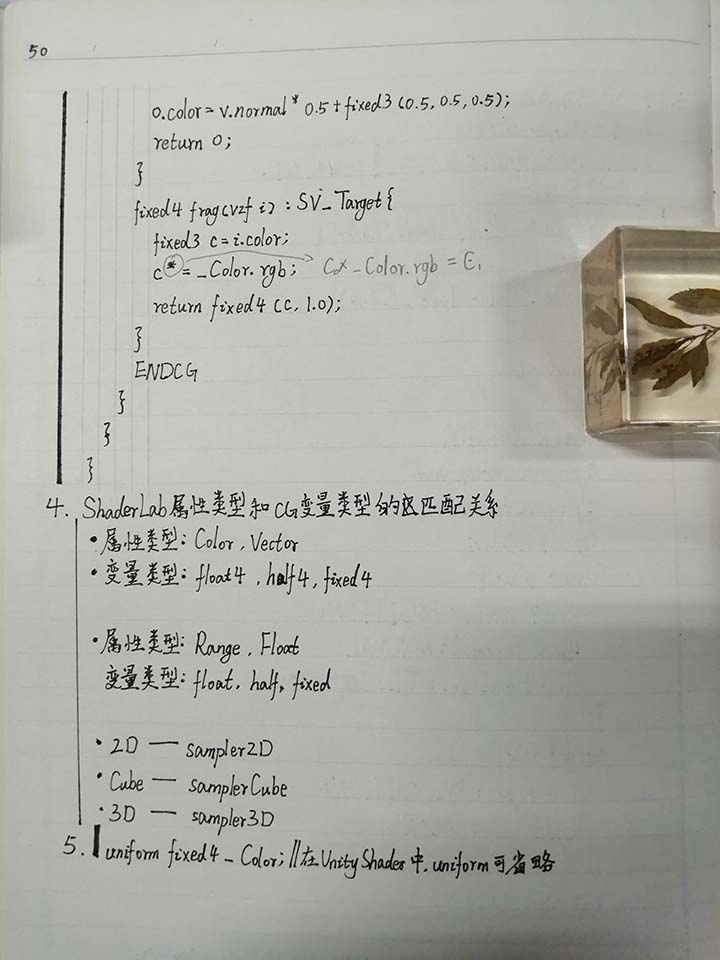 50
o.color = v.normal * 0.5 + fixed3 (0.5, 0.5, 0.5);
return o;
}
fixed4 frag(v2f i) : SV_Target{
fixed3 c = i.color;
c *= _Color.rgb; C * _Color.rgb = C,
return fixed4 (c, 1.0);
}
ENDCG
}
}
}
4. ShaderLab属性类型和CG变量类型的匹配关系
• 属性类型: Color, Vector
• 变量类型: float4, half4, fixed4
• 属性类型: Range, Float
变量类型: float, half, fixed
• 2D — sampler2D
• Cube — samplerCube
• 3D — sampler3D
5. uniform fixed4 _Color; //在Unity Shader中, uniform可省略